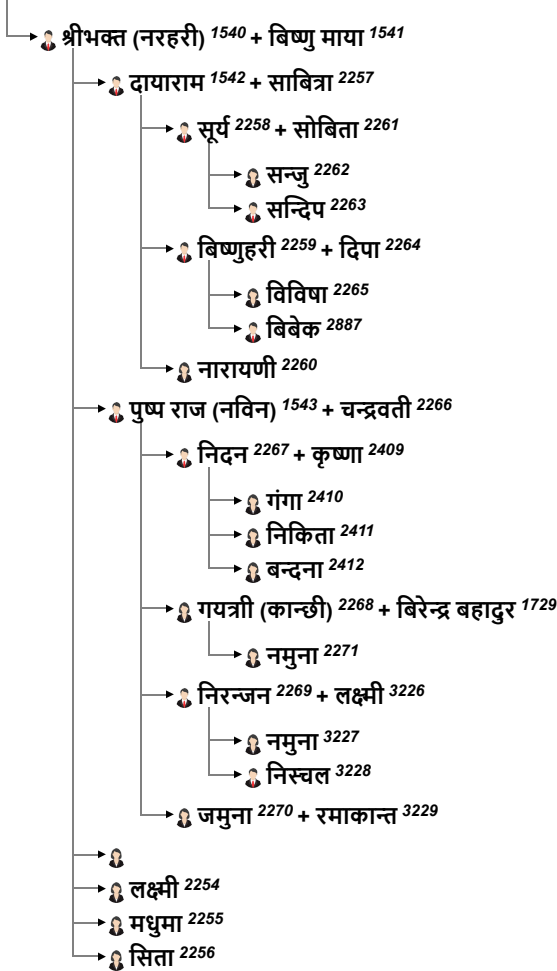 श्रीभक्त (नरहरी) 1540 + बिष्णु माया 1541
दायाराम 1542 + साबित्रा 2257
सूर्य 2258 + सोबिता 2261
सन्जु 2262
सन्दिप 2263
बिष्णुहरी 2259 + दिपा 2264
विविषा 2265
बिबेक 2887
नारायणी 2260
पुष्प राज (नविन) 1543 + चन्द्रवती 2266
निदन 2267 + कृष्णा 2409
गंगा 2410
निकिता 2411
बन्दना 2412
गयत्राी (कान्छी) 2268 + बिरेन्द्र बहादुर 1729
नमुना 2271
निरन्जन 2269 + लक्ष्मी 3226
नमुना 3227
निस्चल 3228
जमुना 2270 + रमाकान्त 3229
लक्ष्मी 2254
मधुमा 2255
सिता 2256